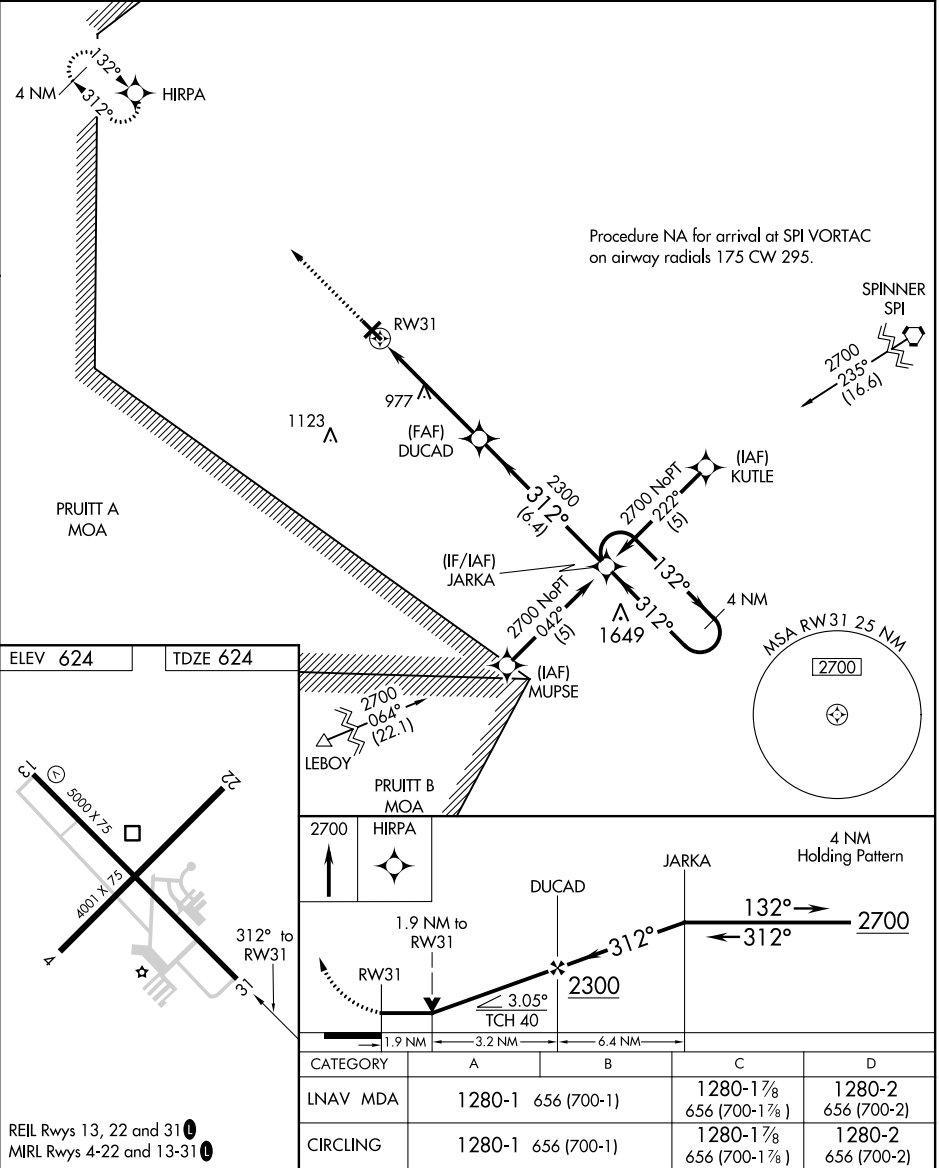 132°
312°
4 NM
HIRPA
Procedure NA for arrival at SPI VORTAC
on airway radials 175 CW 295.
SPINNER
SPI
2700
235°
(16.6)
RW31
977
1123
(FAF)
DUCAD
2300
312°
(6.4)
(IAF)
KUTLE
2700 NoPT
222°
(5)
PRUITT A
MOA
(IF/IAF)
JARKA
132°
312°
4 NM
1649
2700 NoPT
042°
(5)
(IAF)
MUPSE
MSA RW31 25 NM
2700
2700
064°
(22.1)
LEBOY
PRUITT B
MOA
ELEV 624
TDZE 624
13
22
5000 X 75
4001 X 75
4
31
312° to
RW31
REIL Rwys 13, 22 and 31 L
MIRL Rwys 4-22 and 13-31 L
2700
HIRPA
4 NM
Holding Pattern
JARKA
DUCAD
132°
312°
2700
312°
1.9 NM to
RW31
RW31
2300
3.05°
TCH 40
1.9 NM
3.2 NM
6.4 NM
CATEGORY A B C D
LNAV MDA 1280-1 656 (700-1) 1280-1⅞ 656 (700-1⅞) 1280-2 656 (700-2)
CIRCLING 1280-1 656 (700-1) 1280-1⅞ 656 (700-1⅞) 1280-2 656 (700-2)